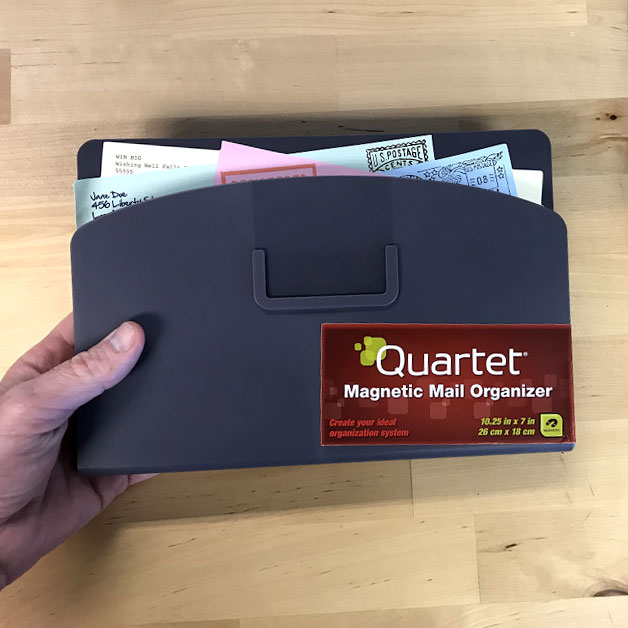 WIN BIG
Wishing Well Falls
55555
U.S. POSTAGE
CENTS
08
Jane Doe
456 Liberty
Quartet®
Magnetic Mail Organizer
Create your ideal
organization system
10.25 in x 7 in
26 cm x 18 cm